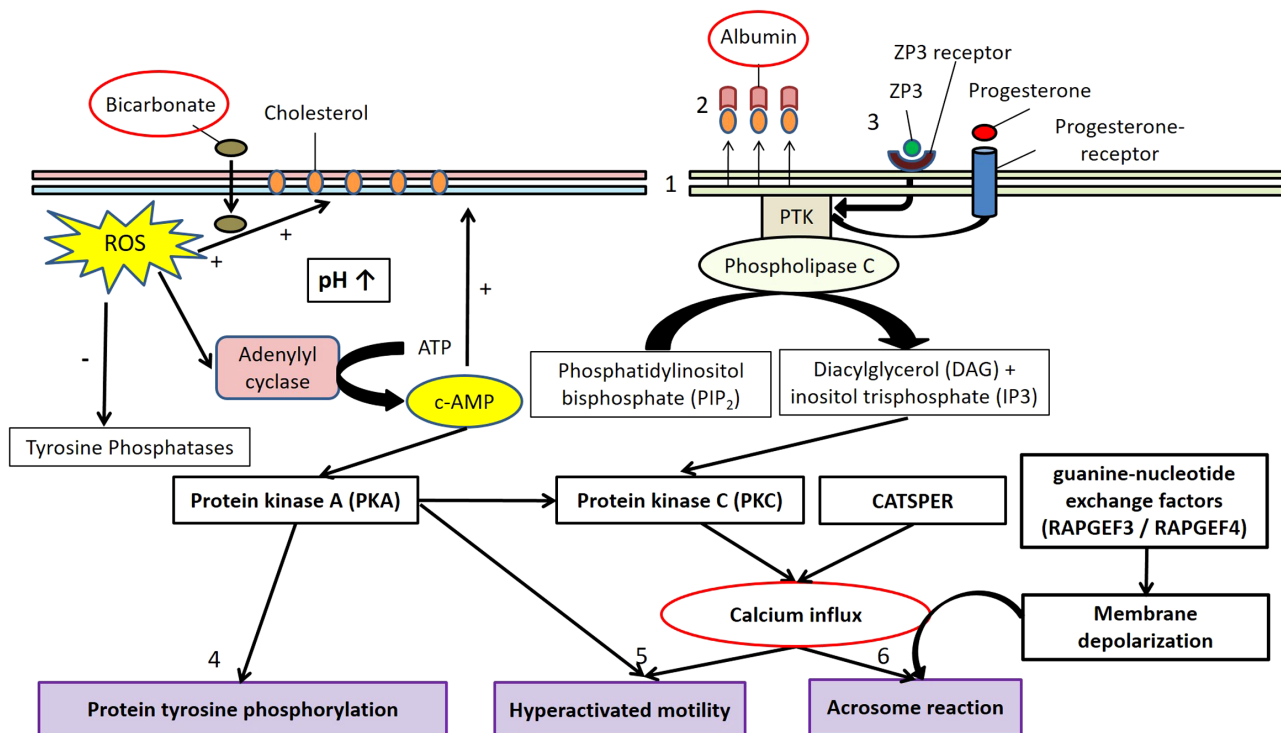 Bicarbonate
Cholesterol
ROS
+
+
pH ↑
+
-
Adenylyl
cyclase
ATP
c-AMP
Tyrosine Phosphatases
Albumin
2
ZP3 receptor
ZP3
3
Progesterone
Progesterone-
receptor
1
PTK
Phospholipase C
Phosphatidylinositol
bisphosphate (PIP2)
Diacylglycerol (DAG) +
inositol trisphosphate (IP3)
Protein kinase A (PKA)
Protein kinase C (PKC)
CATSPER
guanine-nucleotide
exchange factors
(RAPGEF3 / RAPGEF4)
Calcium influx
Membrane
depolarization
4
5
6
Protein tyrosine phosphorylation
Hyperactivated motility
Acrosome reaction